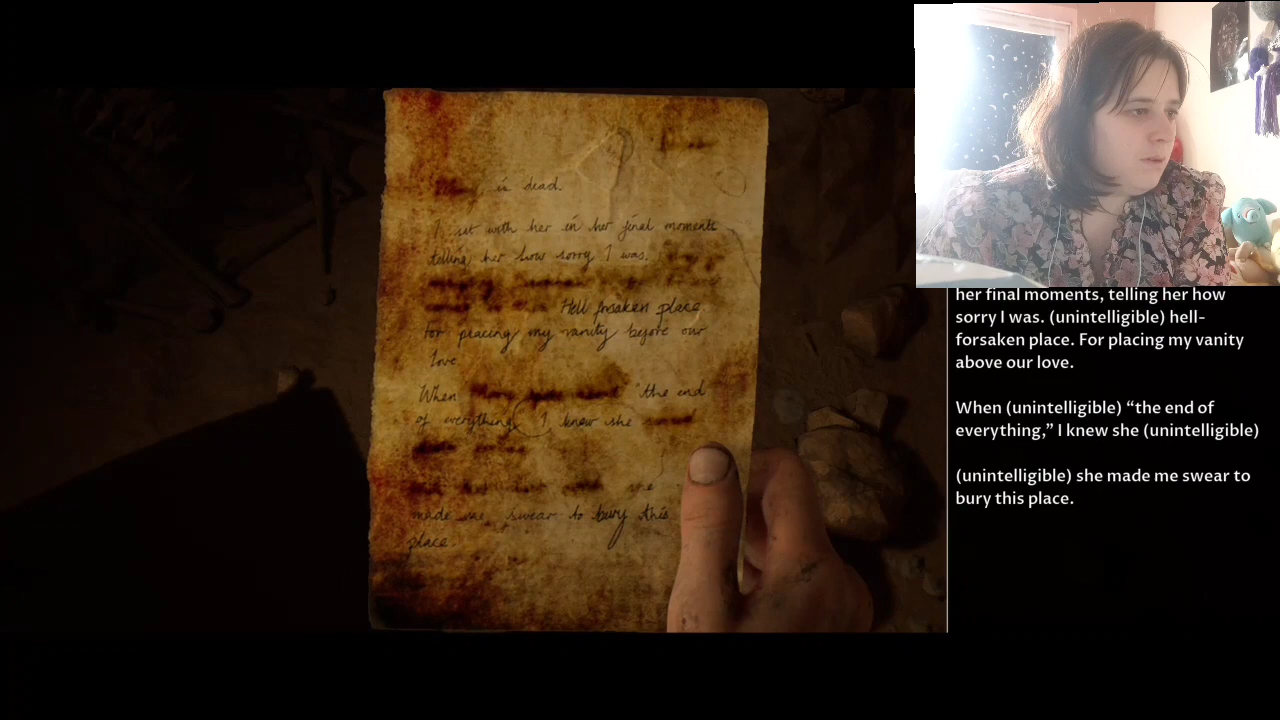 is dead.
I sat with her in her final moments
telling her how sorry I was.
Hell forsaken place.
for placing my vanity before our
love.
When "the end
of everything" I knew she
she
made me swear to bury this
place.
her final moments, telling her how
sorry I was. (unintelligible) hell-
forsaken place. For placing my vanity
above our love.
When (unintelligible) “the end of
everything,” I knew she (unintelligible)
(unintelligible) she made me swear to
bury this place.